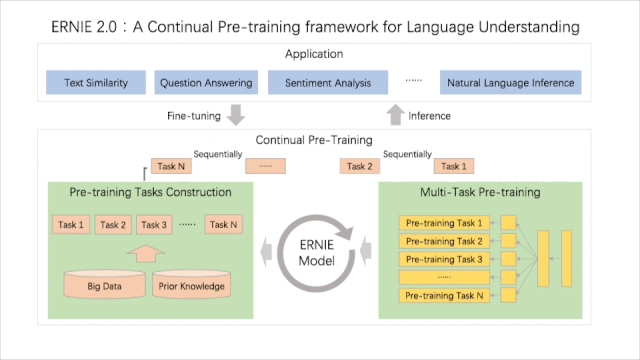 ERNIE 2.0：A Continual Pre-training framework for Language Understanding
Application
Text Similarity
Question Answering
Sentiment Analysis
······
Natural Language Inference
Fine-tuning
Inference
Continual Pre-Training
Task N
Sequentially
······
Task 2
Sequentially
Task 1
Pre-training Tasks Construction
Task 1
Task 2
Task 3
······
Task N
Big Data
Prior Knowledge
ERNIE
Model
Multi-Task Pre-training
Pre-training Task 1
Pre-training Task 2
Pre-training Task 3
······
Pre-training Task N